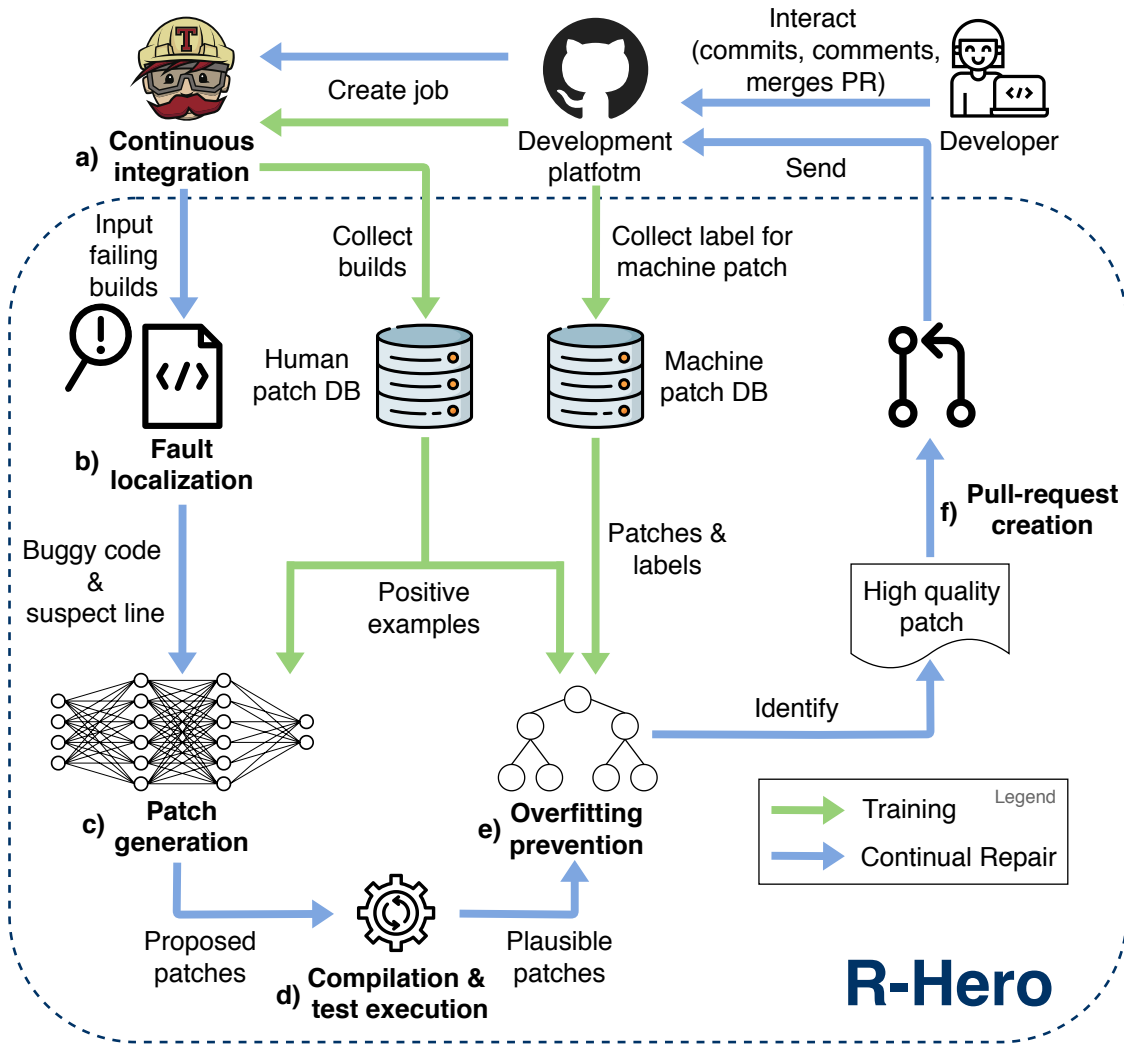 T
Interact
(commits, comments,
merges PR)
Create job
</>
a) Continuous
integration
Development
platfotm
Developer
Send
Input
failing
builds
Collect
builds
Collect label for
machine patch
</>
Human
patch DB
Machine
patch DB
b) Fault
localization
f) Pull-request
creation
Buggy code
&
suspect line
Patches &
labels
Positive
examples
High quality
patch
Identify
Legend
Training
Continual Repair
c) Patch
generation
e) Overfitting
prevention
Proposed
patches
Plausible
patches
d) Compilation &
test execution
R-Hero